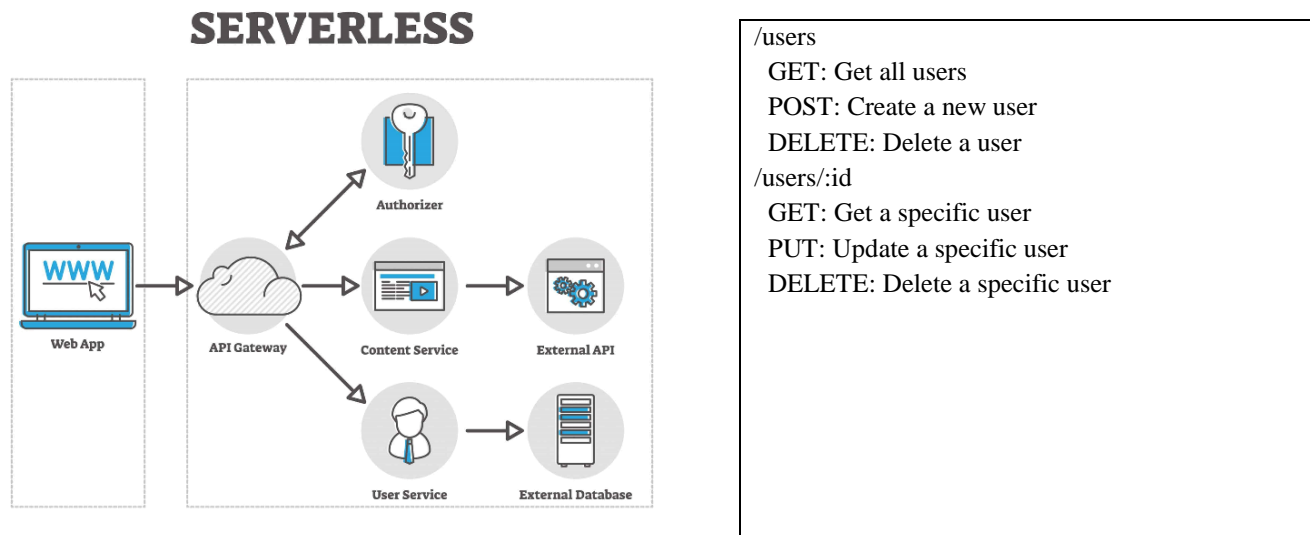 SERVERLESS
Authorizer
WWW
Web App
API Gateway
Content Service
External API
User Service
External Database
/users
GET: Get all users
POST: Create a new user
DELETE: Delete a user
/users/:id
GET: Get a specific user
PUT: Update a specific user
DELETE: Delete a specific user